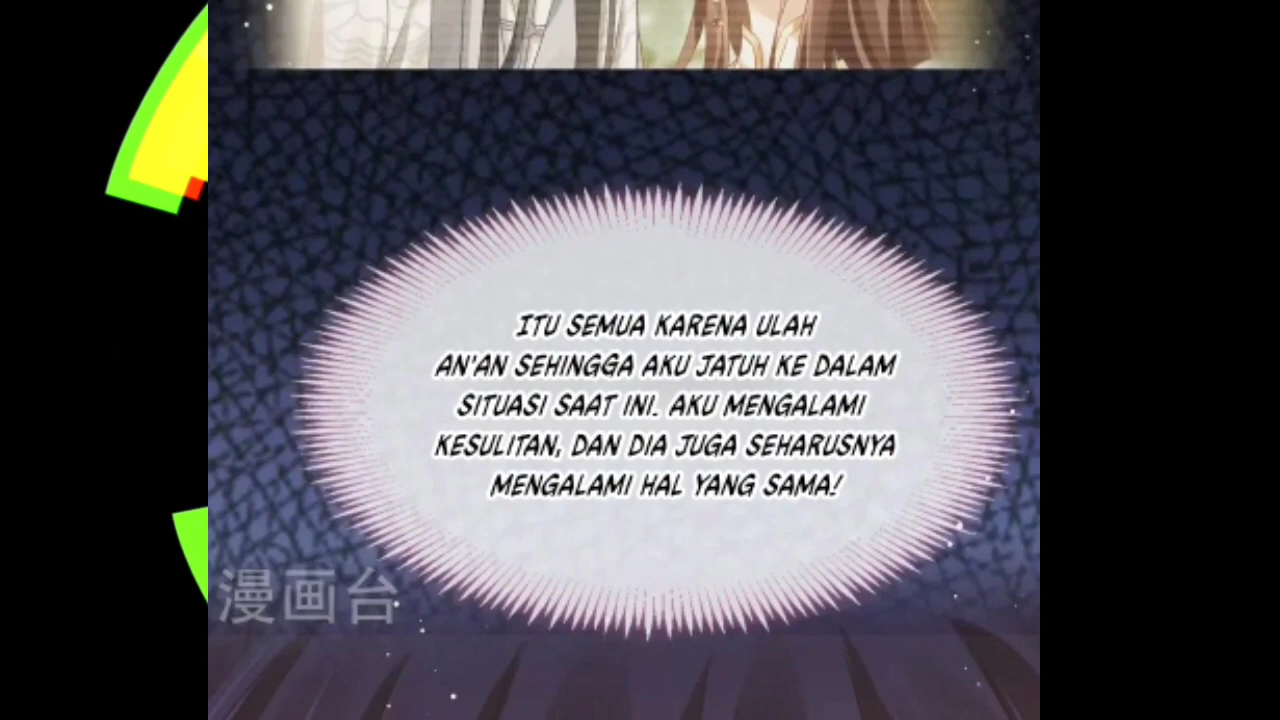 ITU SEMUA KARENA ULAH
AN'AN SEHINGGA AKU JATUH KE DALAM
SITUASI SAAT INI. AKU MENGALAMI
KESULITAN, DAN DIA JUGA SEHARUSNYA
MENGALAMI HAL YANG SAMA!
漫画台